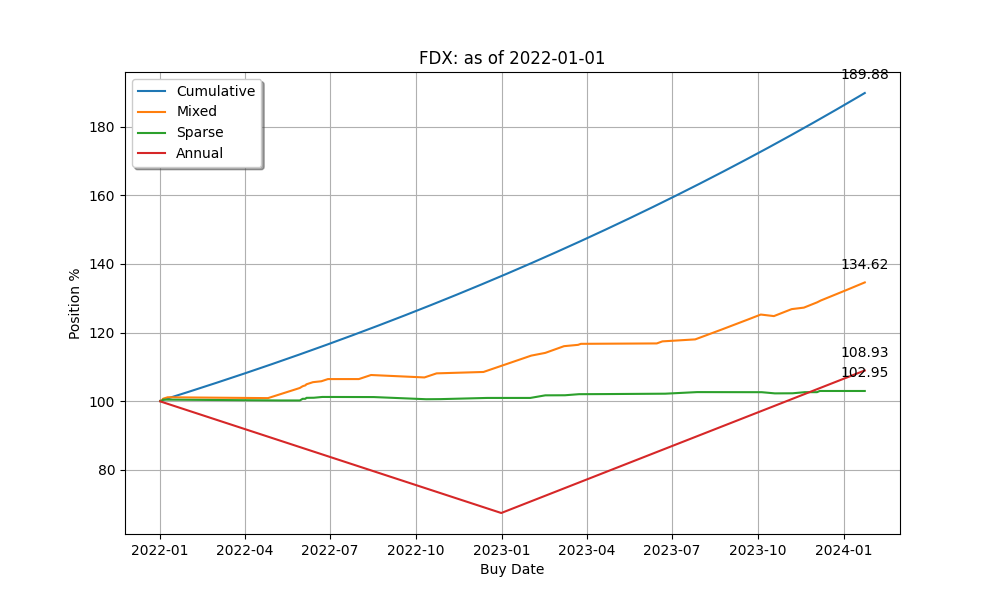 FDX: as of 2022-01-01
189.88
Cumulative
Mixed
Sparse
Annual
180
160
140
134.62
120
108.93
102.95
100
80
Position %
2022-01 2022-04 2022-07 2022-10 2023-01 2023-04 2023-07 2023-10 2024-01
Buy Date